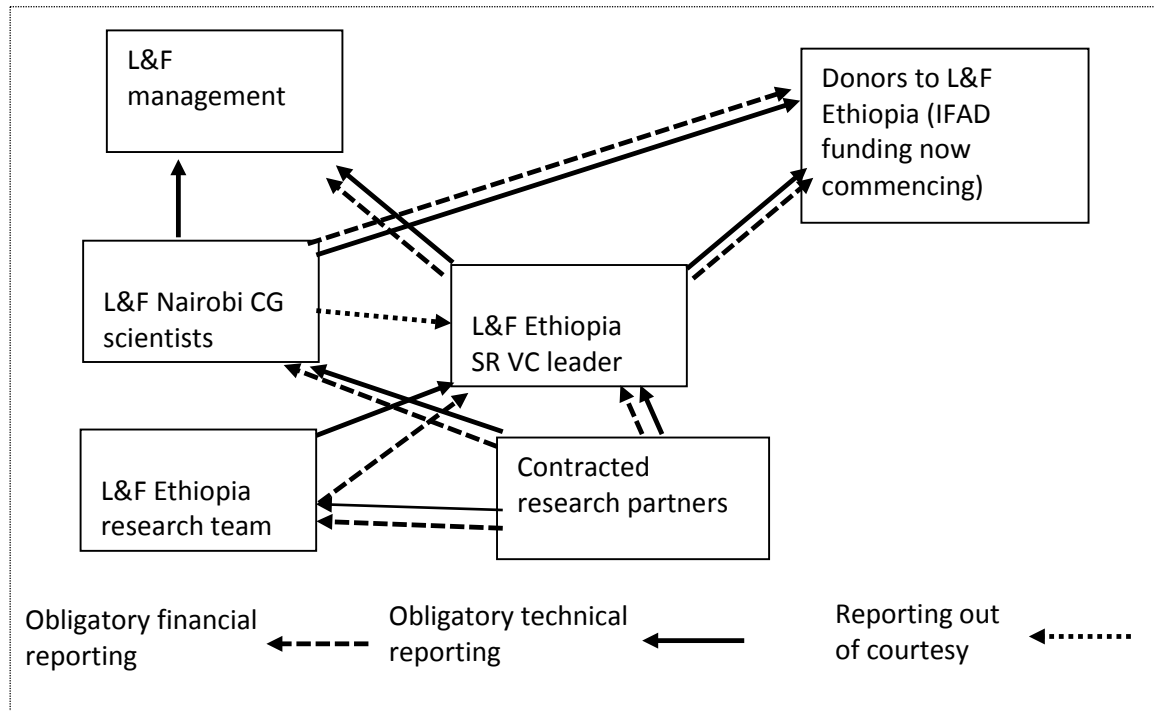 L&F
management
Donors to L&F
Ethiopia (IFAD
funding now
commencing)
L&F Nairobi CG
scientists
L&F Ethiopia
SR VC leader
L&F Ethiopia
research team
Contracted
research partners
Obligatory financial
reporting
Obligatory technical
reporting
Reporting out
of courtesy